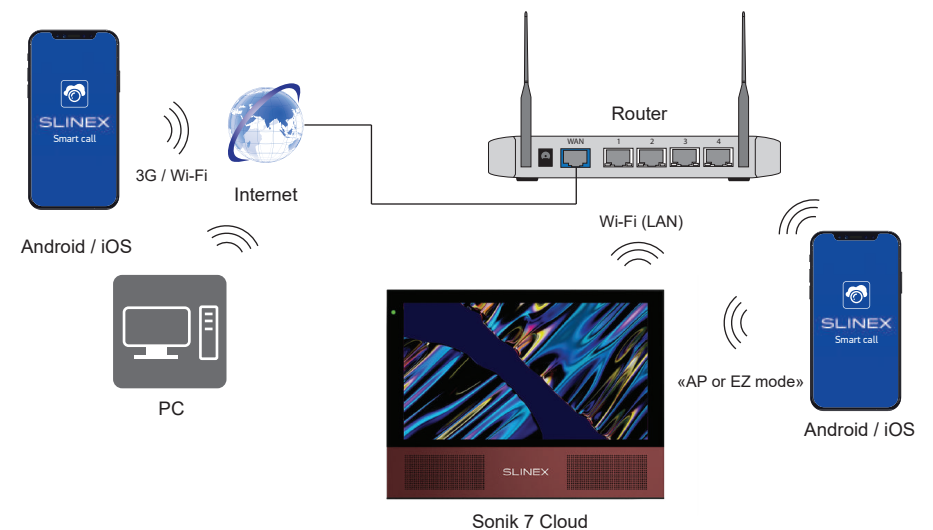 SLINEX
Smart call
3G / Wi-Fi
Internet
Android / iOS
PC
Router
WAN
1
2
3
4
Wi-Fi (LAN)
SLINEX
Smart call
«AP or EZ mode»
Android / iOS
SLINEX
Sonik 7 Cloud